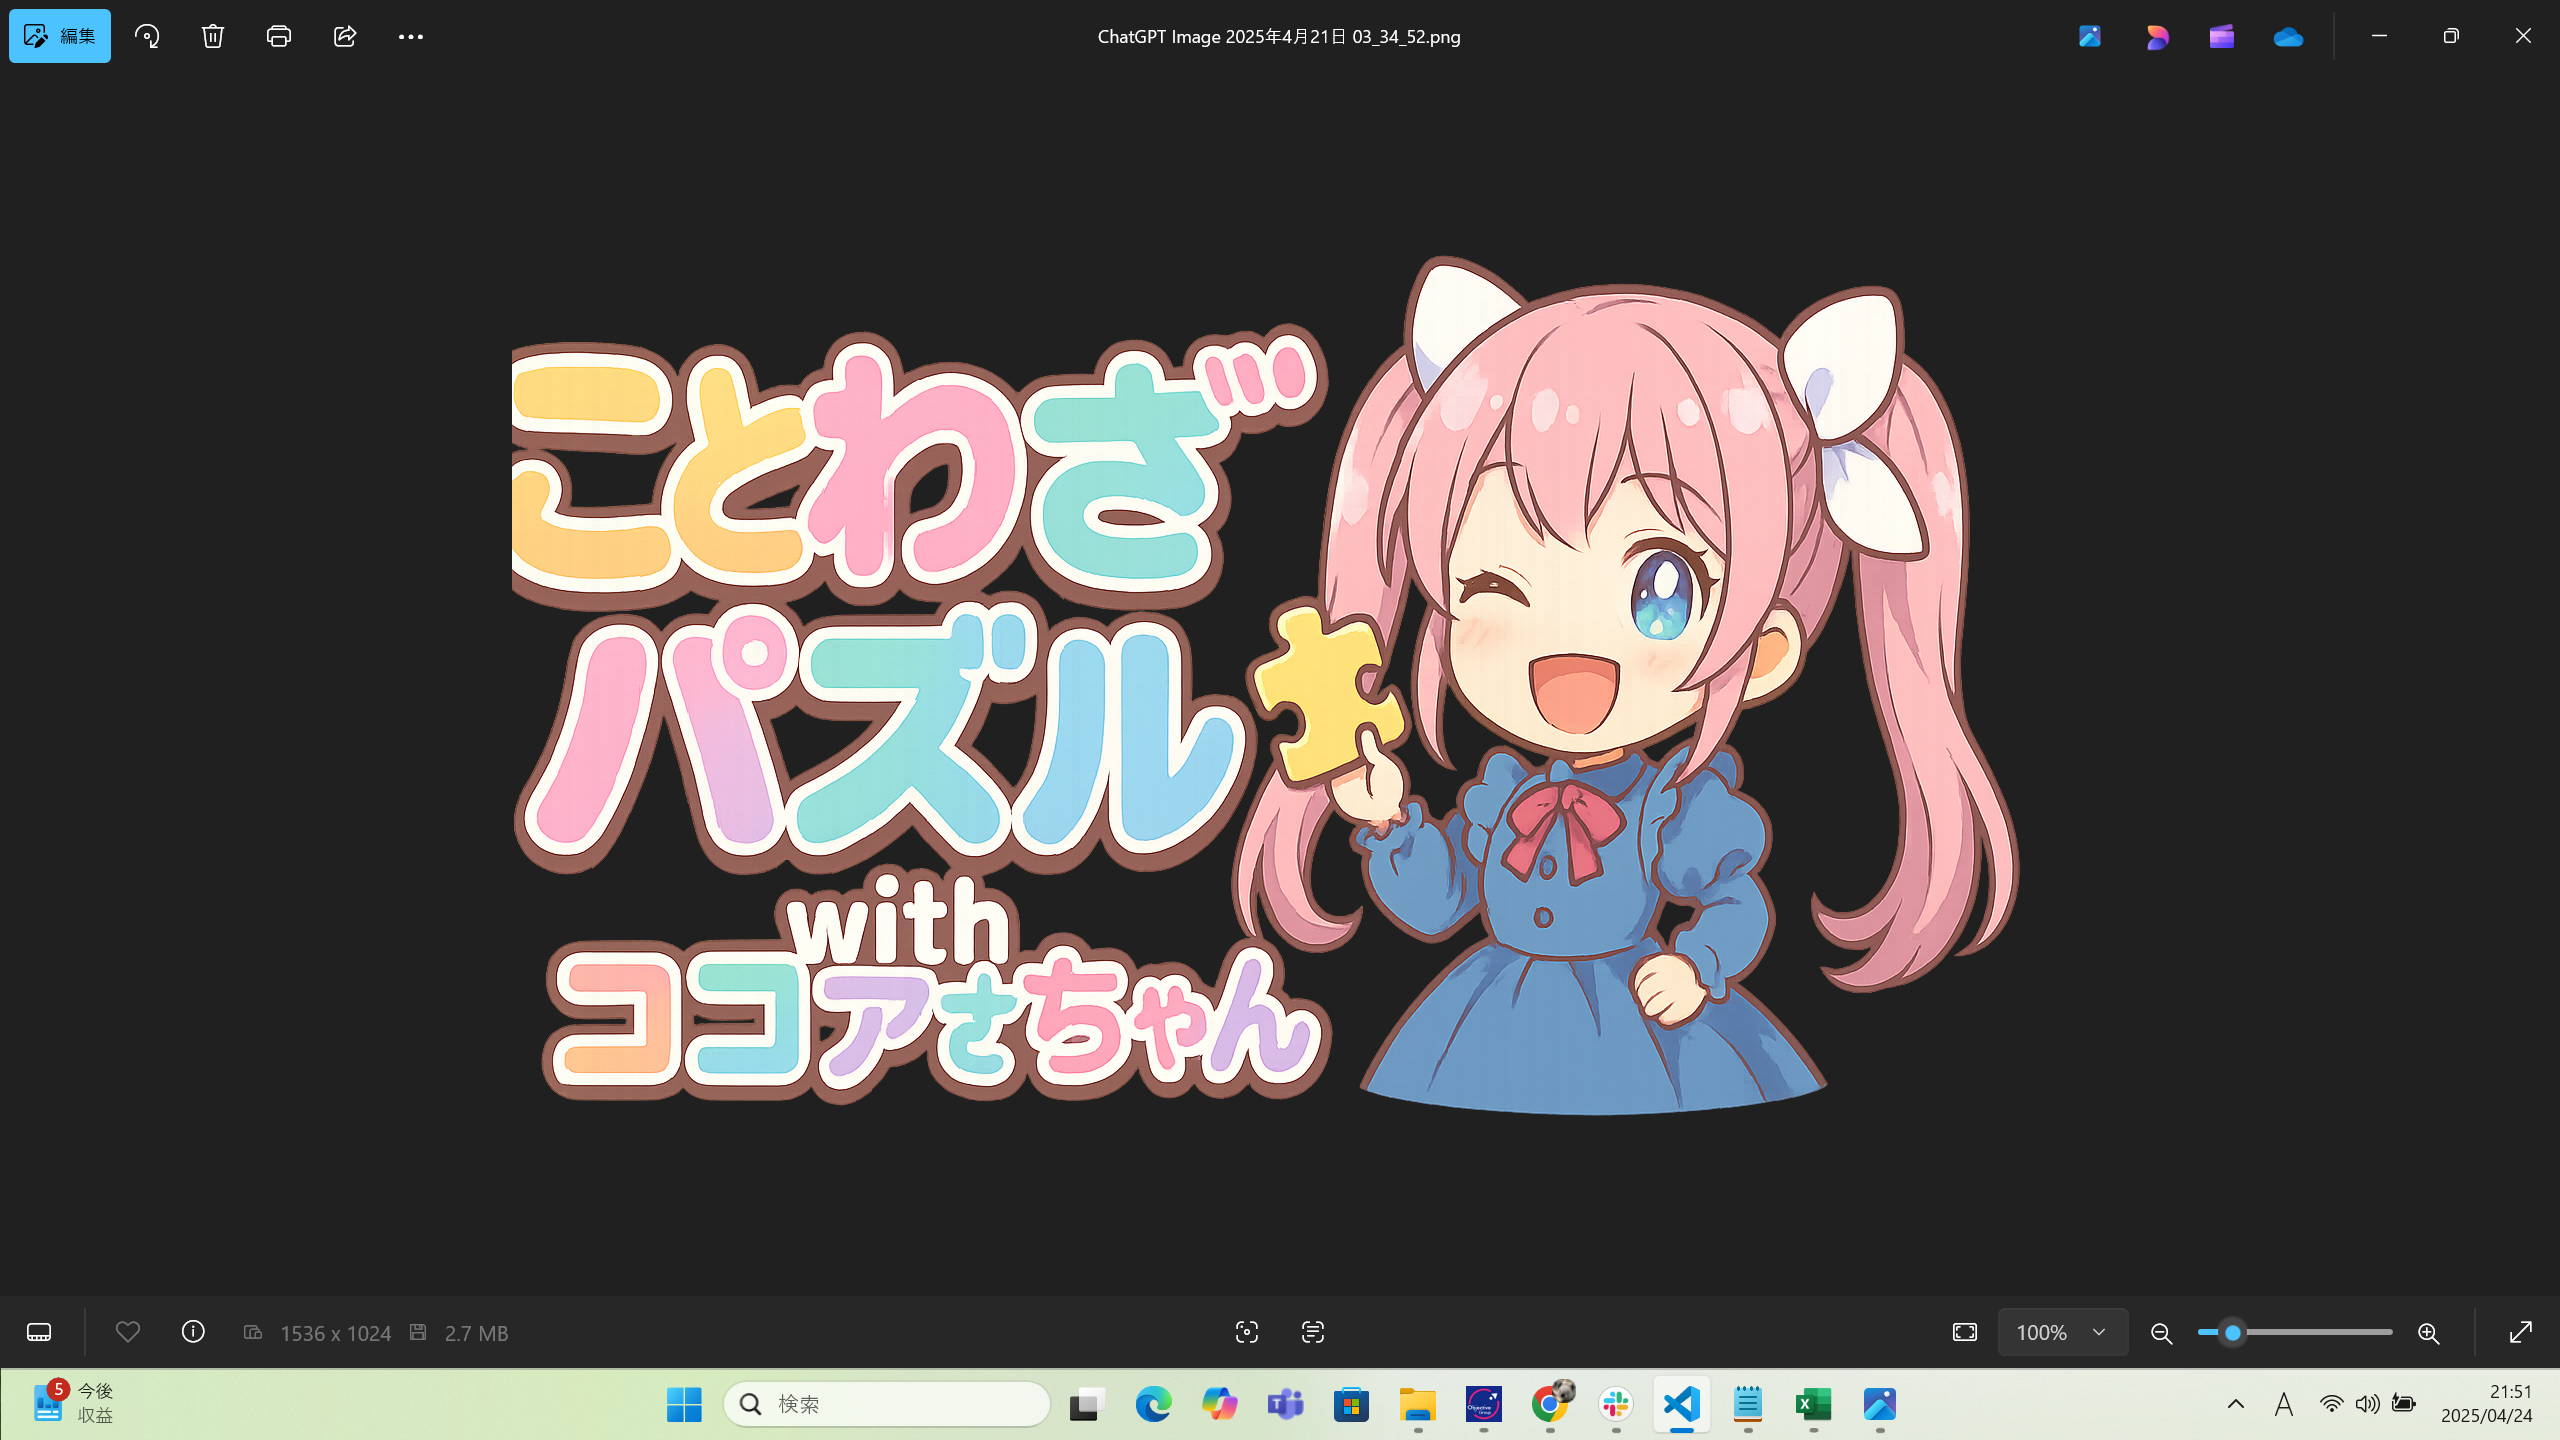 編集
ChatGPT Image 2025年4月21日 03_34_52.png
ことわざ
パズル
with
ココアさちゃん
1536 x 1024
2.7 MB
100%
5
今後
収益
検索
T
Objective
Group
X
A
21:51
2025/04/24